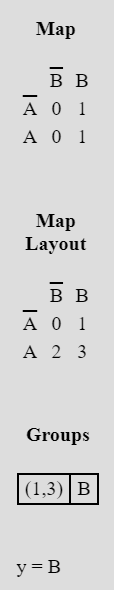 Map
B̅ B
A̅ 0 1
A 0 1
Map
Layout
B̅ B
A̅ 0 1
A 2 3
Groups
(1,3) B
y = B